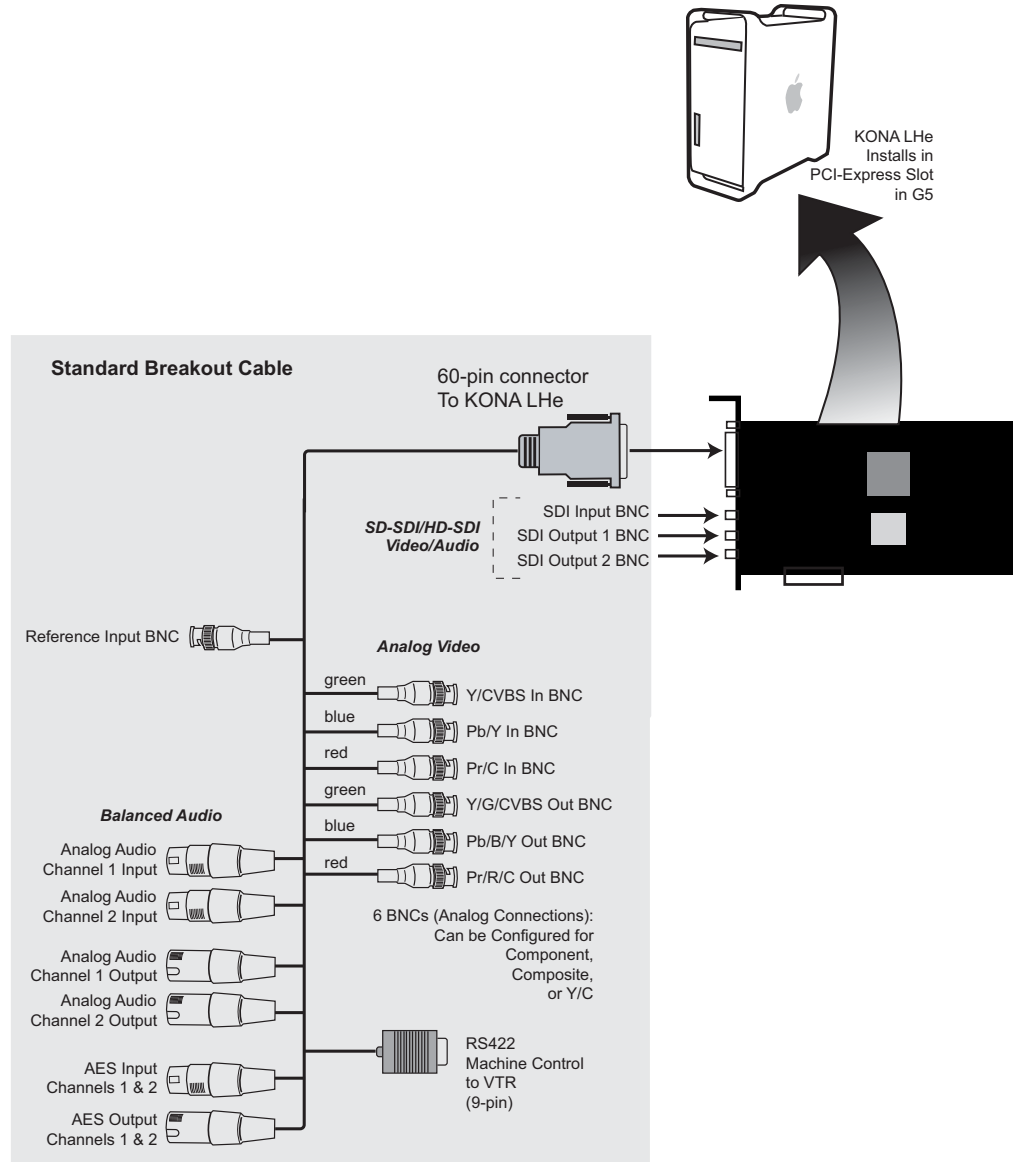 KONA LHe
Installs in
PCI-Express Slot
in G5
Standard Breakout Cable
60-pin connector
To KONA LHe
SD-SDI/HD-SDI
Video/Audio
SDI Input BNC
SDI Output 1 BNC
SDI Output 2 BNC
Reference Input BNC
Analog Video
green
Y/CVBS In BNC
blue
Pb/Y In BNC
red
Pr/C In BNC
green
Y/G/CVBS Out BNC
blue
Pb/B/Y Out BNC
red
Pr/R/C Out BNC
6 BNCs (Analog Connections):
Can be Configured for
Component,
Composite,
or Y/C
Balanced Audio
Analog Audio
Channel 1 Input
Analog Audio
Channel 2 Input
Analog Audio
Channel 1 Output
Analog Audio
Channel 2 Output
AES Input
Channels 1 & 2
AES Output
Channels 1 & 2
RS422
Machine Control
to VTR
(9-pin)